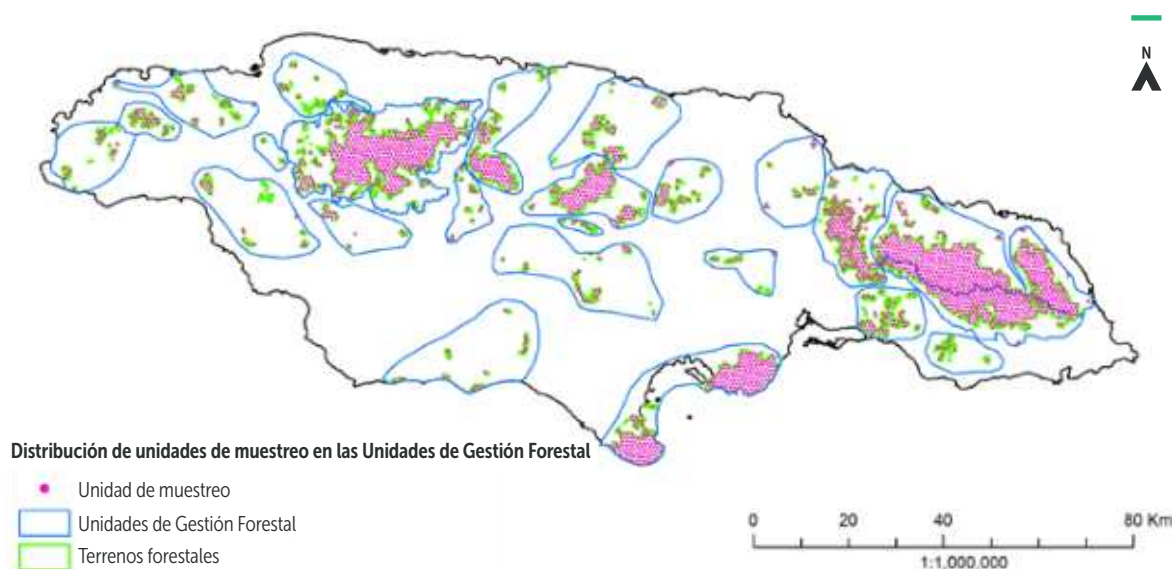 N
Distribución de unidades de muestreo en las Unidades de Gestión Forestal
Unidad de muestreo
Unidades de Gestión Forestal
Terrenos forestales
0 20 40 80 Km
1:1,000,000